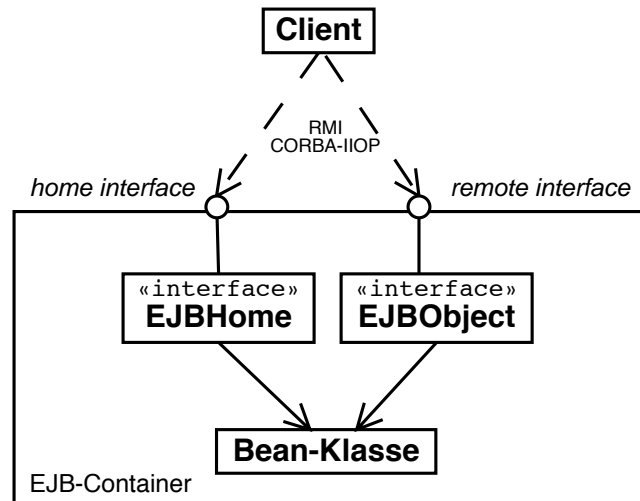 Client
RMI
CORBA-IIOP
home interface
remote interface
«interface»
EJBHome
«interface»
EJBObject
Bean-Klasse
EJB-Container